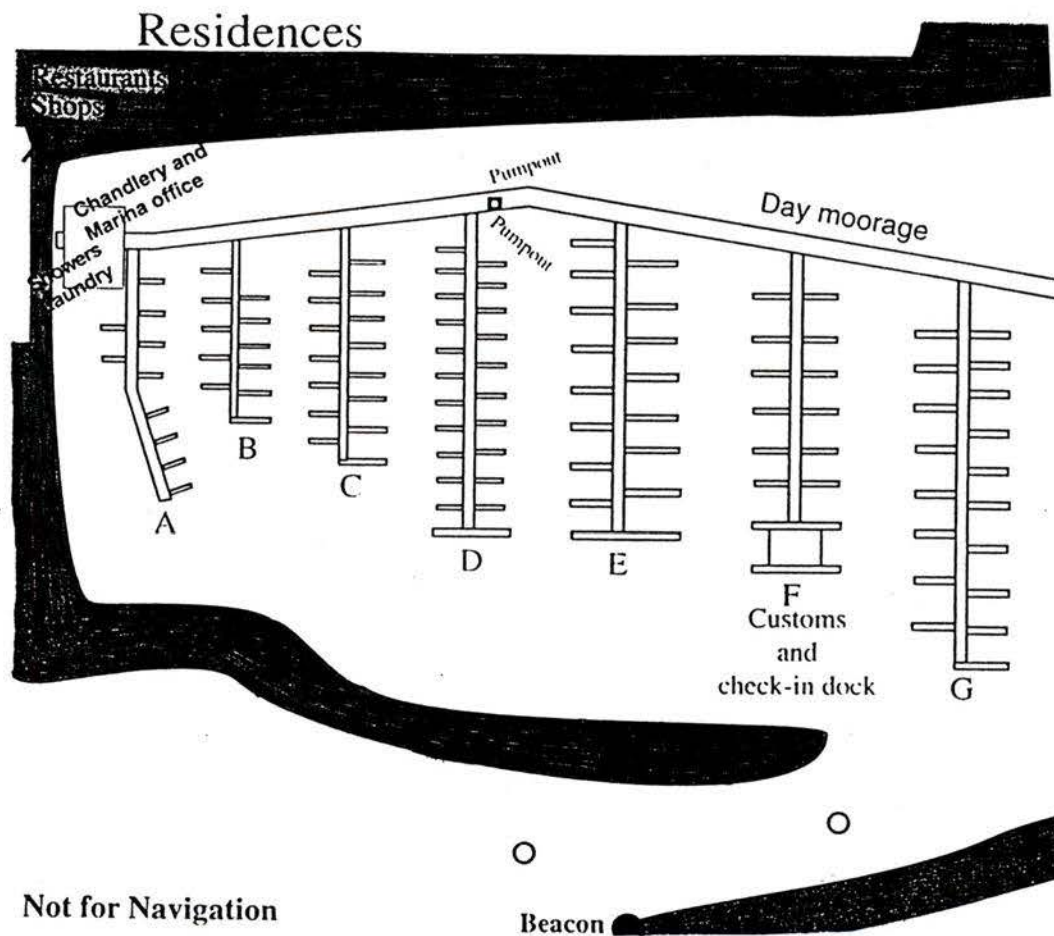 Residences
Restaurants
Shops
Chandlery and
Marina office
Showers
Laundry
Pumpout
Pumpout
Day moorage
A
B
C
D
E
F
Customs
and
check-in dock
G
Not for Navigation
Beacon